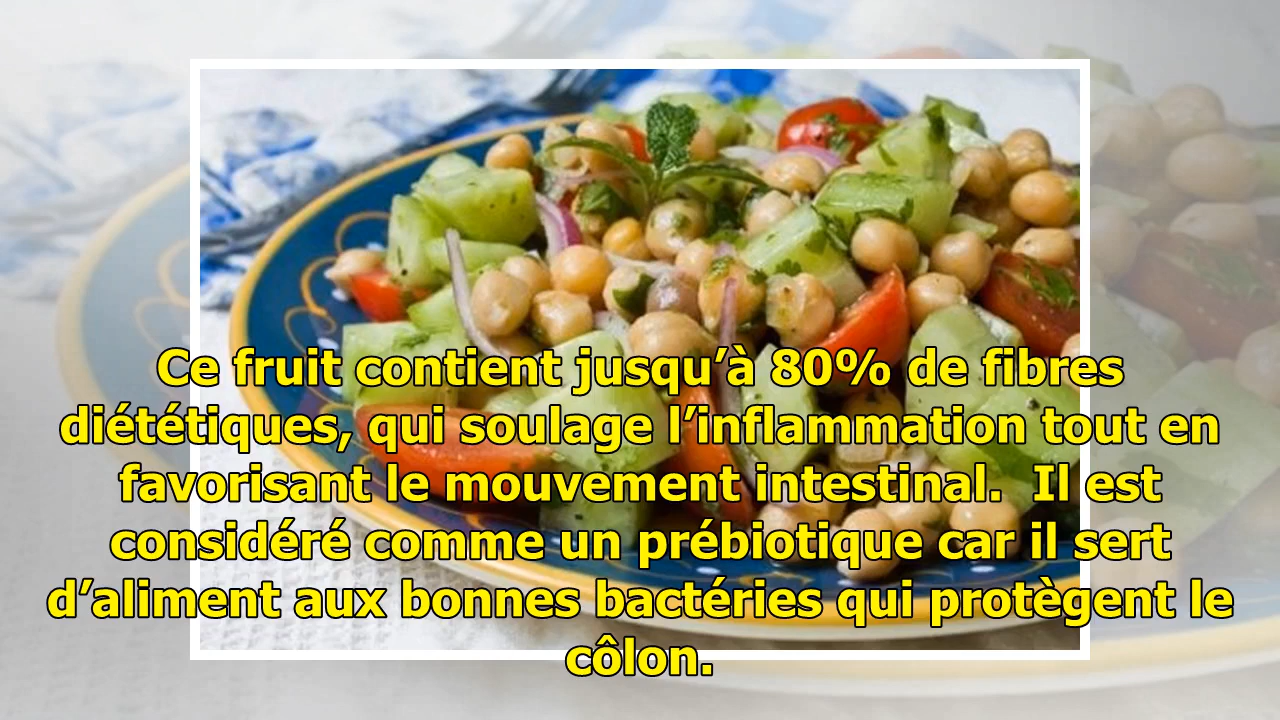 Ce fruit contient jusqu’à 80% de fibres
diététiques, qui soulage l’inflammation tout en
favorisant le mouvement intestinal.  Il est
considéré comme un prébiotique car il sert
d’aliment aux bonnes bactéries qui protègent le
côlon.